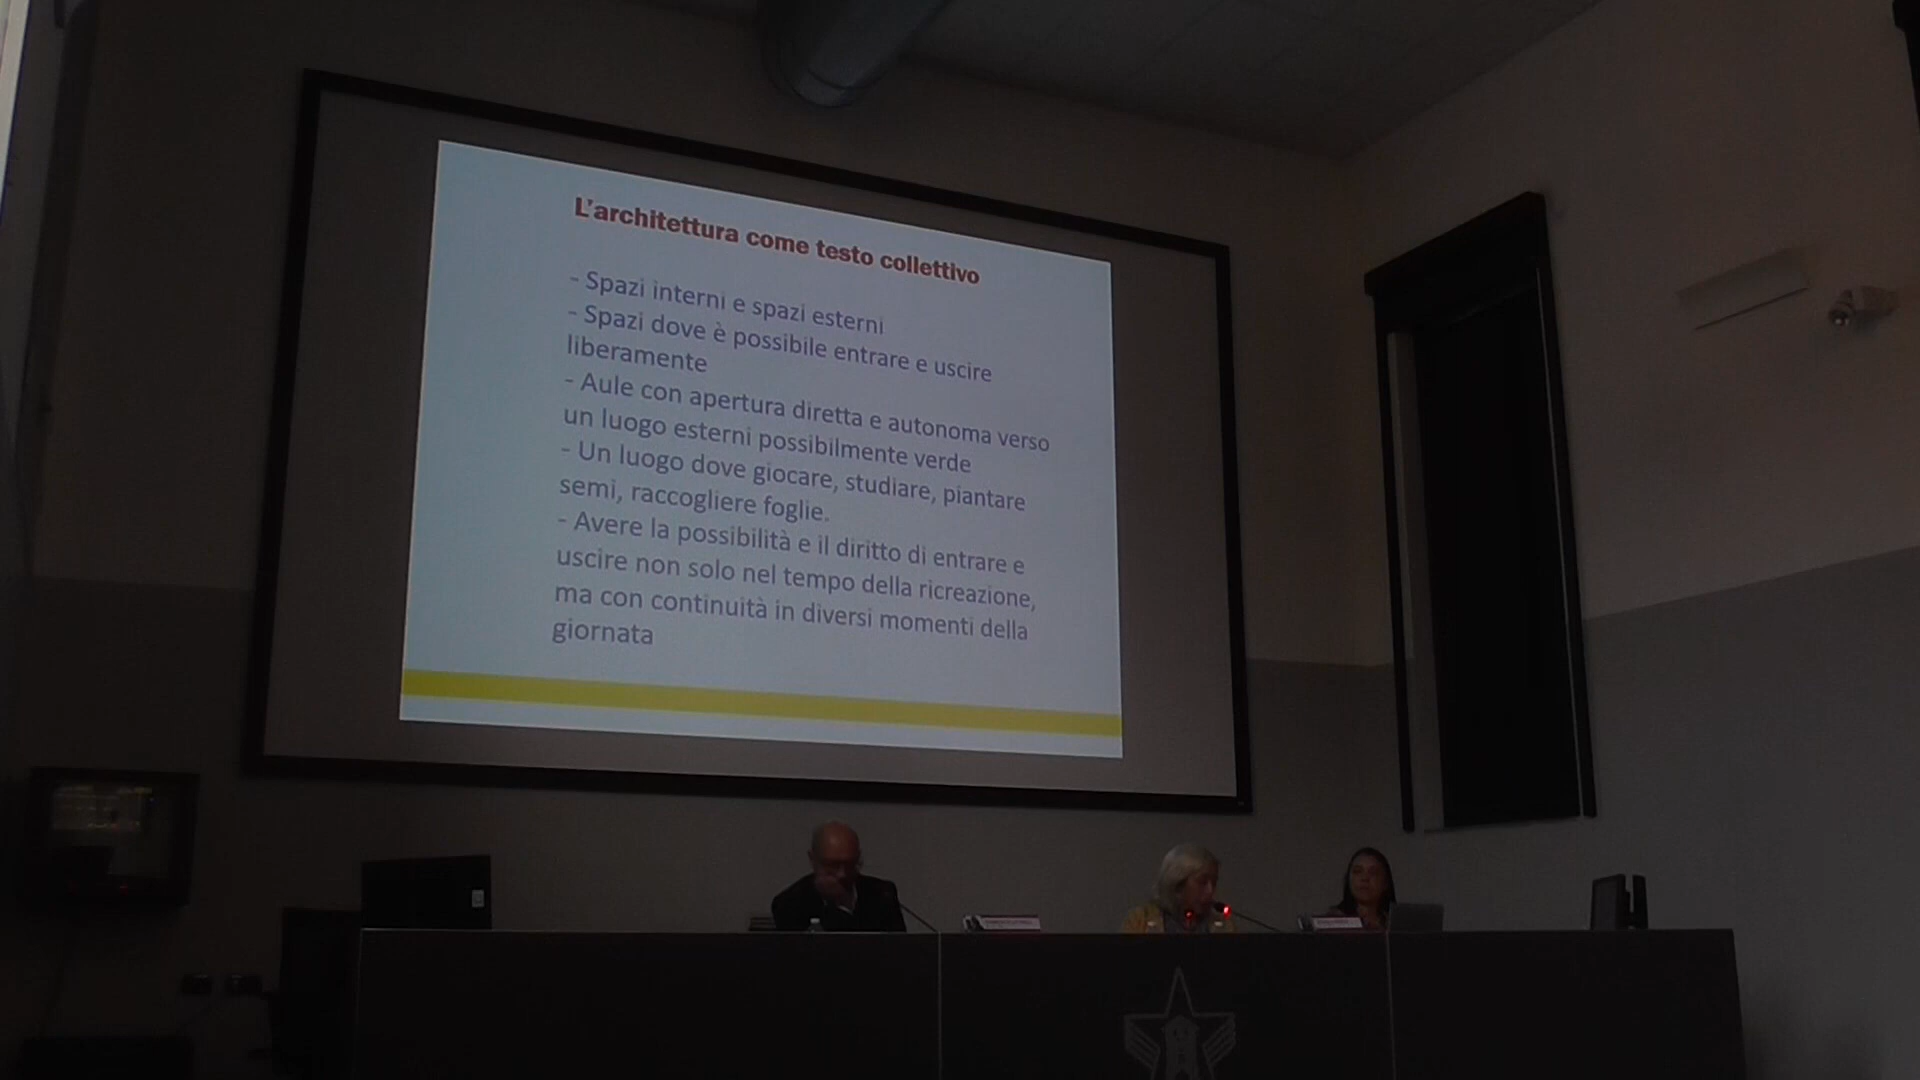 L'architettura come testo collettivo
- Spazi interni e spazi esterni
- Spazi dove è possibile entrare e uscire
liberamente
- Aule con apertura diretta e autonoma verso
un luogo esterni possibilmente verde
- Un luogo dove giocare, studiare, piantare
semi, raccogliere foglie.
- Avere la possibilità e il diritto di entrare e
uscire non solo nel tempo della ricreazione,
ma con continuità in diversi momenti della
giornata